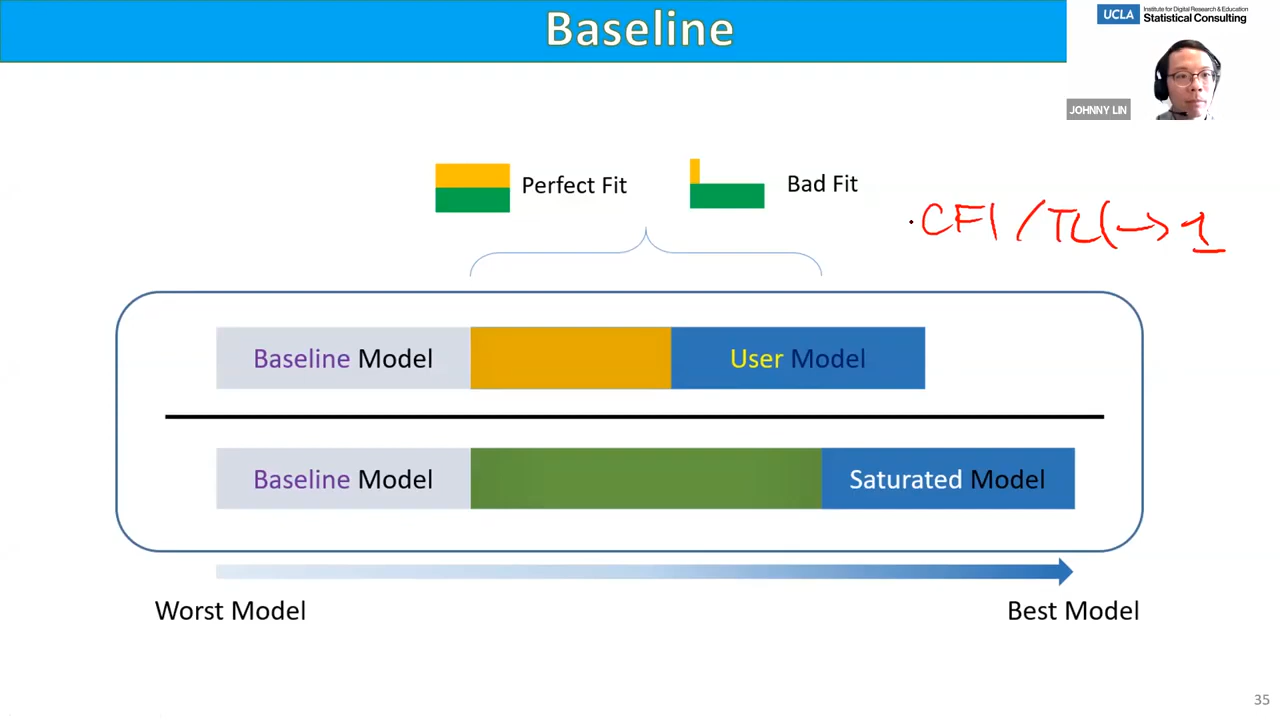 Baseline
UCLA
Institute for Digital Research & Education
Statistical Consulting
JOHNNY LIN
Perfect Fit
Bad Fit
CFI / TLI → 1
Baseline Model
User Model
Baseline Model
Saturated Model
Worst Model
Best Model
35